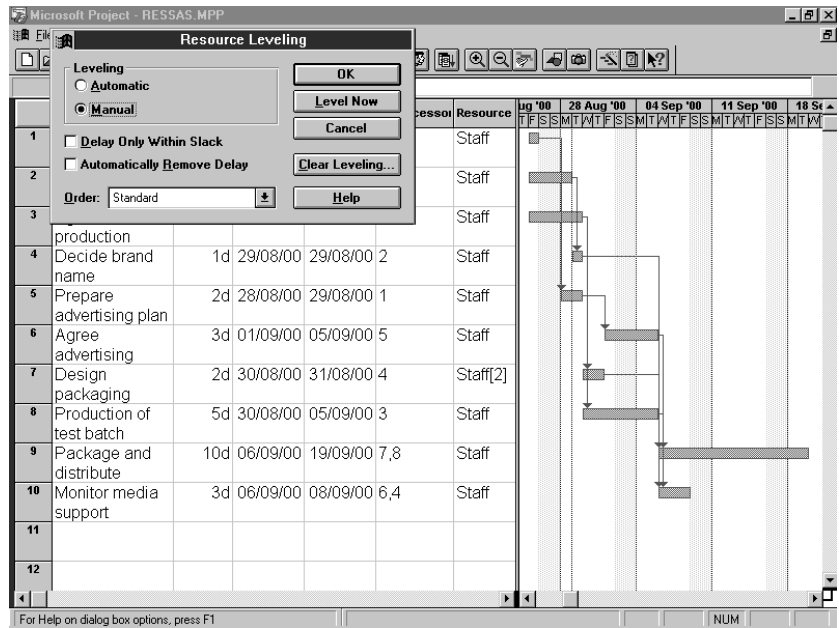 Microsoft Project - RESSAS.MPP
Resource Leveling
Leveling
Automatic
Manual
Delay Only Within Slack
Automatically Remove Delay
Order: Standard
OK
Level Now
Cancel
Clear Leveling...
Help
Resource
28 Aug '00 04 Sep '00 11 Sep '00
T F S S M T W T F S S M T W T F S S M T W T F S S M T W
1 Staff
2 Staff
3 production Staff
4 Decide brand name 1d 29/08/00 29/08/00 2 Staff
5 Prepare advertising plan 2d 28/08/00 29/08/00 1 Staff
6 Agree advertising 3d 01/09/00 05/09/00 5 Staff
7 Design packaging 2d 30/08/00 31/08/00 4 Staff[2]
8 Production of test batch 5d 30/08/00 05/09/00 3 Staff
9 Package and distribute 10d 06/09/00 19/09/00 7,8 Staff
10 Monitor media support 3d 06/09/00 08/09/00 6,4 Staff
11
12
For Help on dialog box options, press F1
NUM